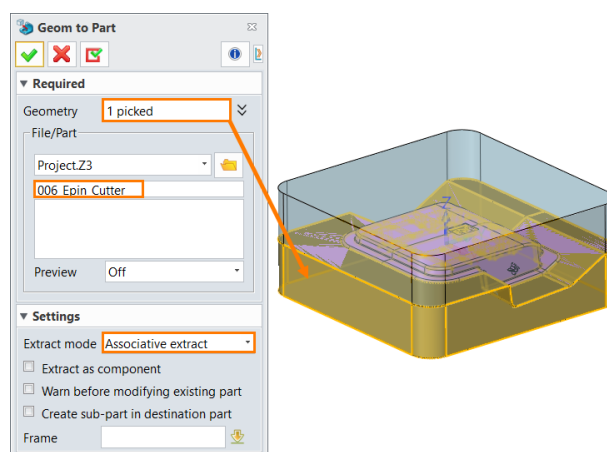 Geom to Part
Required
Geometry 1 picked
File/Part
Project.Z3
006_Epin_Cutter
Preview Off
Settings
Extract mode Associative extract
Extract as component
Warn before modifying existing part
Create sub-part in destination part
Frame